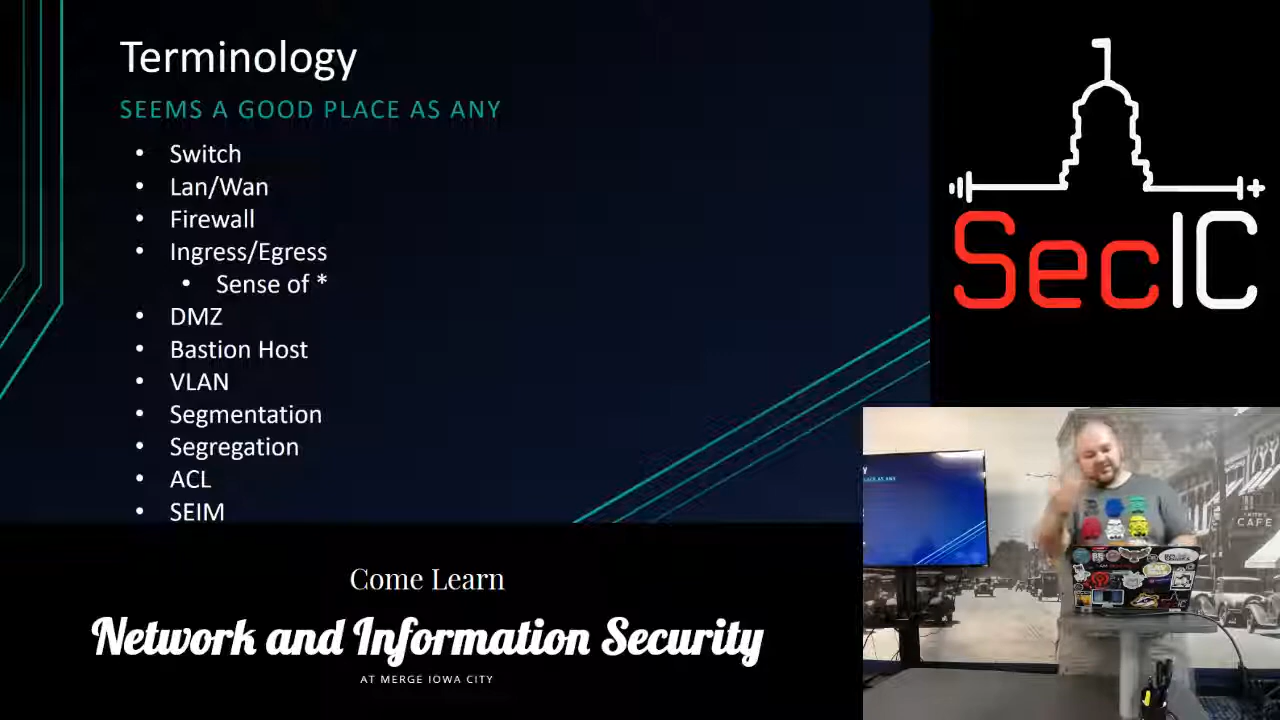 Terminology
SEEMS A GOOD PLACE AS ANY
• Switch
• Lan/Wan
• Firewall
• Ingress/Egress
• Sense of *
• DMZ
• Bastion Host
• VLAN
• Segmentation
• Segregation
• ACL
• SEIM
SecIC
CAFE
Come Learn
Network and Information Security
AT MERGE IOWA CITY